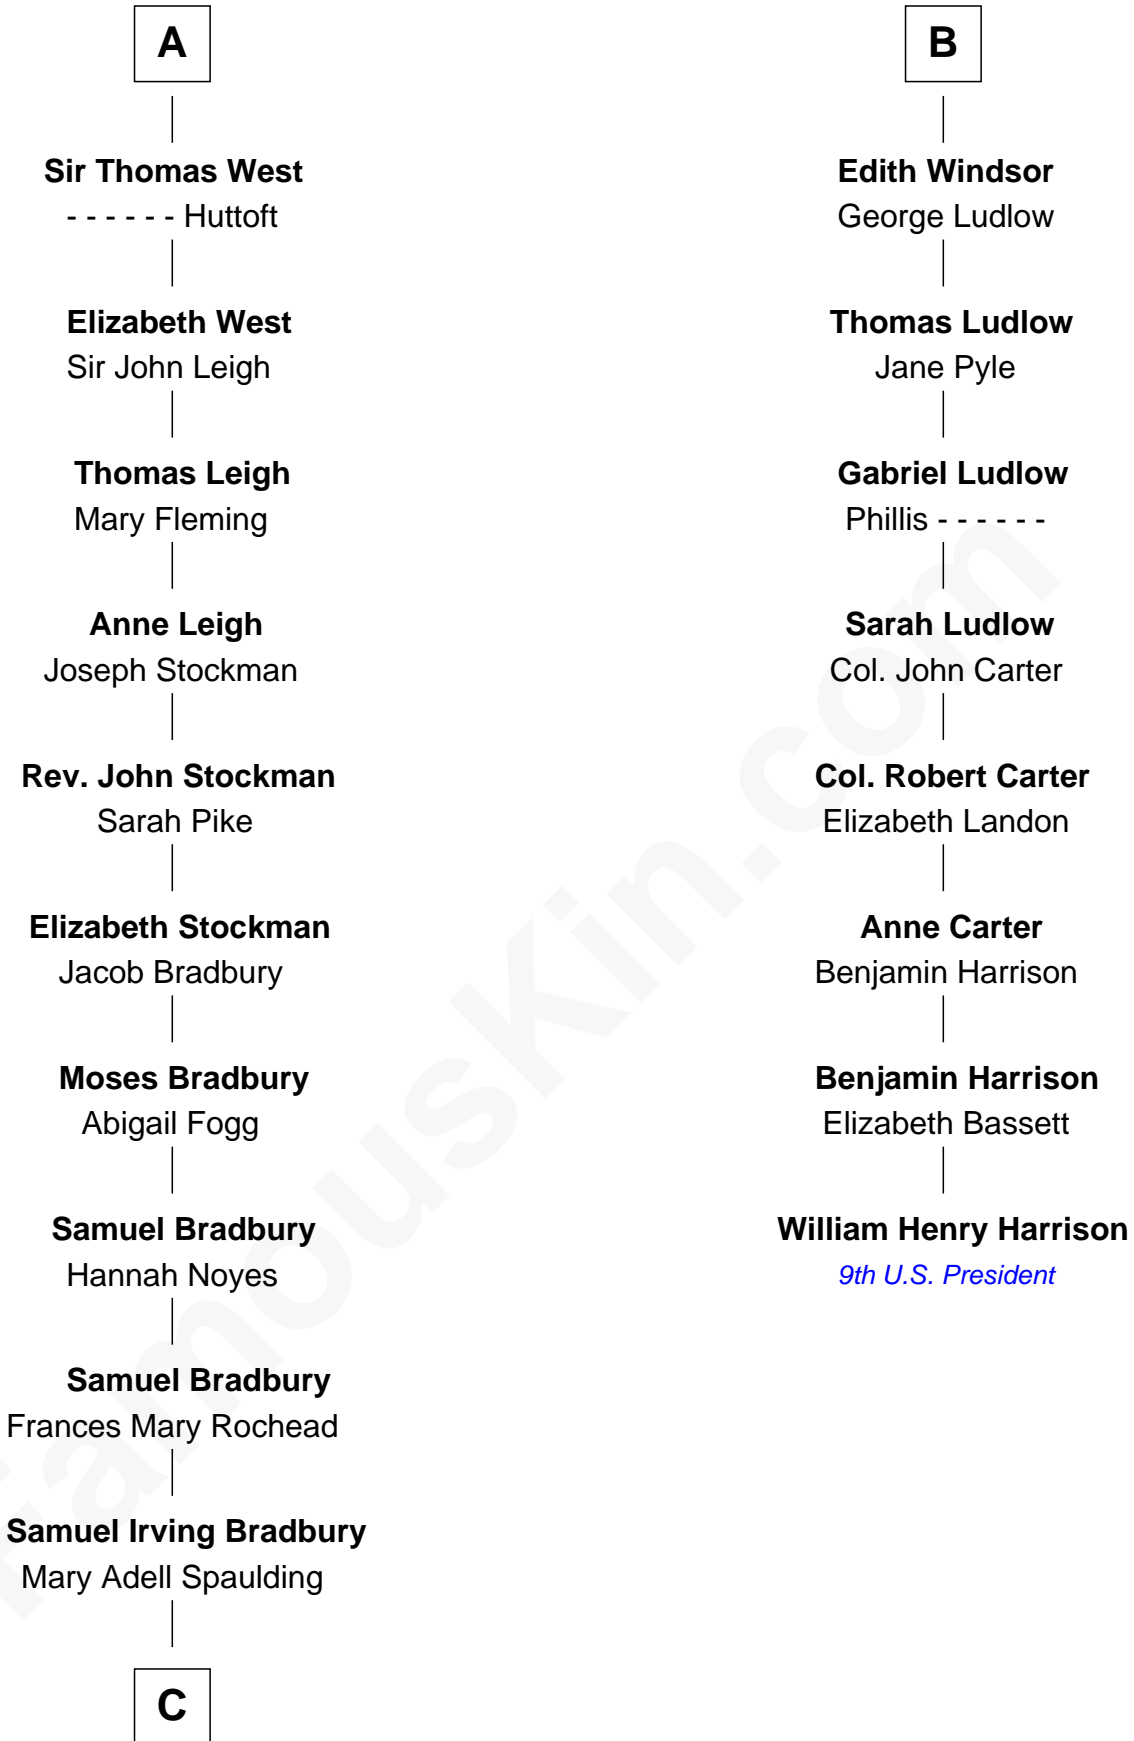 A
Sir Thomas West
- - - - - - Huttoft
Elizabeth West
Sir John Leigh
Thomas Leigh
Mary Fleming
Anne Leigh
Joseph Stockman
Rev. John Stockman
Sarah Pike
Elizabeth Stockman
Jacob Bradbury
Moses Bradbury
Abigail Fogg
Samuel Bradbury
Hannah Noyes
Samuel Bradbury
Frances Mary Rochead
Samuel Irving Bradbury
Mary Adell Spaulding
C
B
Edith Windsor
George Ludlow
Thomas Ludlow
Jane Pyle
Gabriel Ludlow
Phillis - - - - - -
Sarah Ludlow
Col. John Carter
Col. Robert Carter
Elizabeth Landon
Anne Carter
Benjamin Harrison
Benjamin Harrison
Elizabeth Bassett
William Henry Harrison
9th U.S. President
FamousKin.com